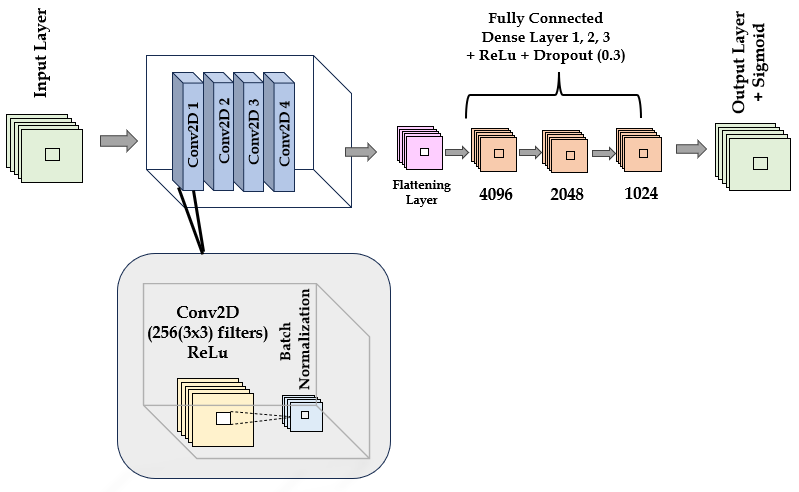 Input Layer
Conv2D 1
Conv2D 2
Conv2D 3
Conv2D 4
Fully Connected
Dense Layer 1, 2, 3
+ ReLu + Dropout (0.3)
Flattening
Layer
4096
2048
1024
Output Layer
+ Sigmoid
Conv2D
(256(3x3) filters)
ReLu
Batch
Normalization